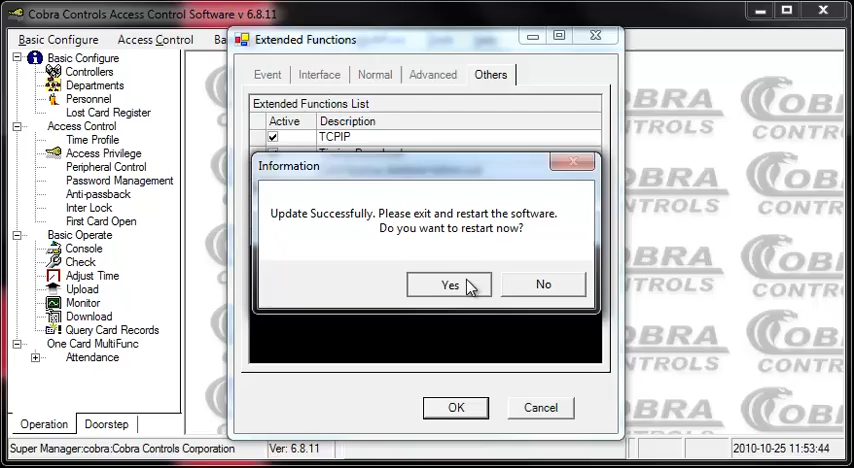 Cobra Controls Access Control Software v 6.8.11
Basic Configure Access Control Ba
Basic Configure
Controllers
Departments
Personnel
Lost Card Register
Access Control
Time Profile
Access Privilege
Peripheral Control
Password Management
Anti-passback
Inter Lock
First Card Open
Basic Operate
Console
Check
Adjust Time
Upload
Monitor
Download
Query Card Records
One Card MultiFunc
Attendance
Operation Doorstep
Extended Functions
Event Interface Normal Advanced Others
Extended Functions List
Active Description
TCPIP
Information
Update Successfully. Please exit and restart the software.
Do you want to restart now?
Yes No
OK Cancel
COBRA
CONTROLS
Super Manager:cobra:Cobra Controls Corporation Ver: 6.8.11 2010-10-25 11:53:44